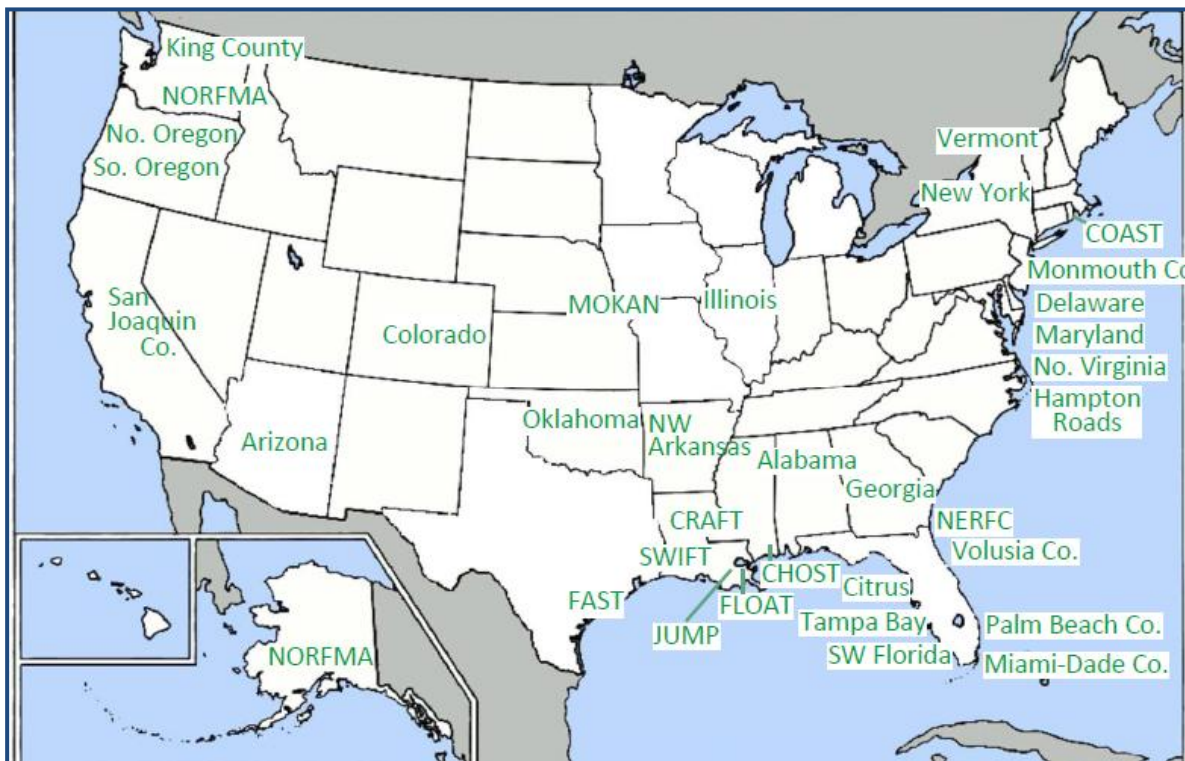 King County
NORFMA
No. Oregon
So. Oregon
Vermont
New York
COAST
Monmouth Co
San
Joaquin
Co.
Colorado
MOKAN
Illinois
Delaware
Maryland
No. Virginia
Hampton
Roads
Arizona
Oklahoma
NW
Arkansas
Alabama
Georgia
CRAFT
NERFC
SWIFT
CHOST
Volusia Co.
FAST
JUMP
FLOAT
Citrus
Tampa Bay
SW Florida
Palm Beach Co.
Miami-Dade Co.
NORFMA